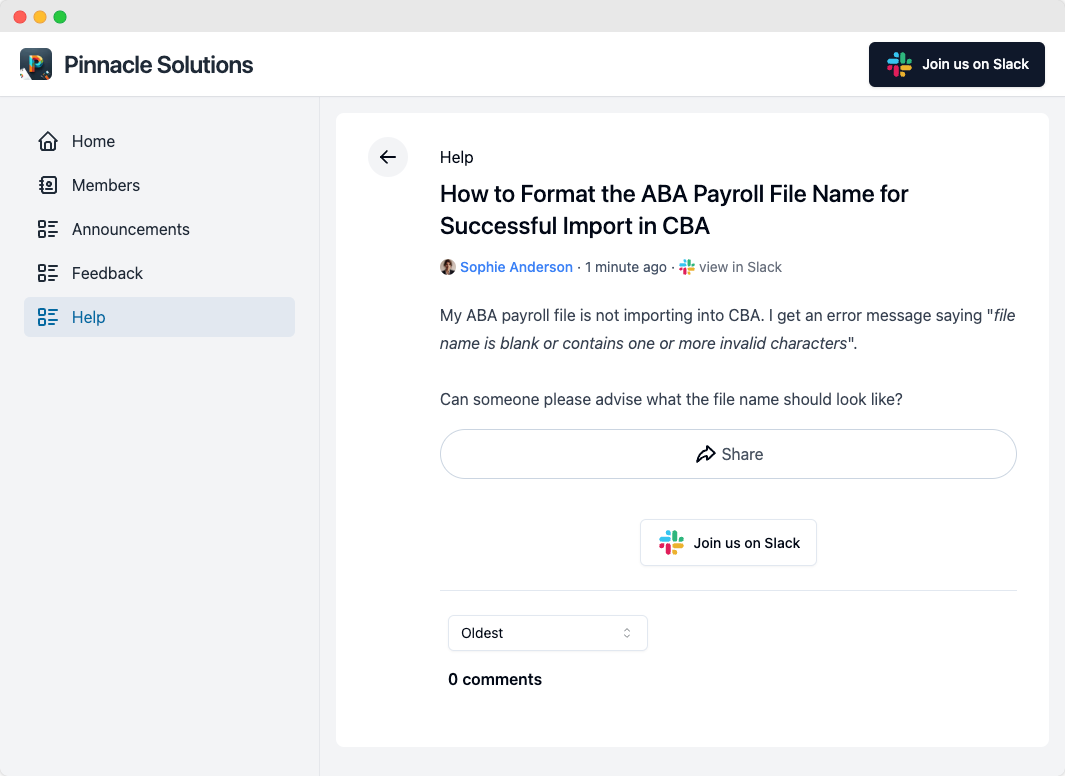 Pinnacle Solutions
Join us on Slack
Home
Members
Announcements
Feedback
Help
Help
How to Format the ABA Payroll File Name for
Successful Import in CBA
Sophie Anderson · 1 minute ago · view in Slack
My ABA payroll file is not importing into CBA. I get an error message saying "file
name is blank or contains one or more invalid characters".
Can someone please advise what the file name should look like?
Share
Join us on Slack
Oldest
0 comments